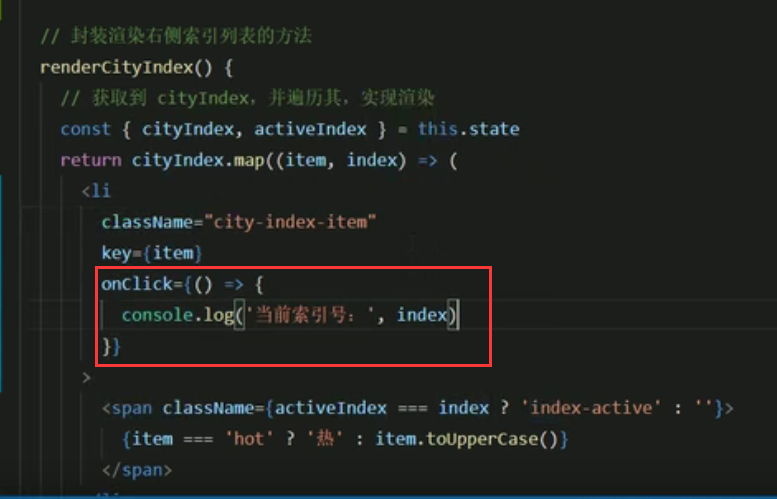 // 封装渲染右侧索引列表的方法
renderCityIndex() {
// 获取到 cityIndex，并遍历其，实现渲染
const { cityIndex, activeIndex } = this.state
return cityIndex.map((item, index) => (
<li
className="city-index-item"
key={item}
onClick={() => {
console.log('当前索引号：', index)
}}
>
<span className={activeIndex === index ? 'index-active' : ''}>
{item === 'hot' ? '热' : item.toUpperCase()}
</span>
</li>